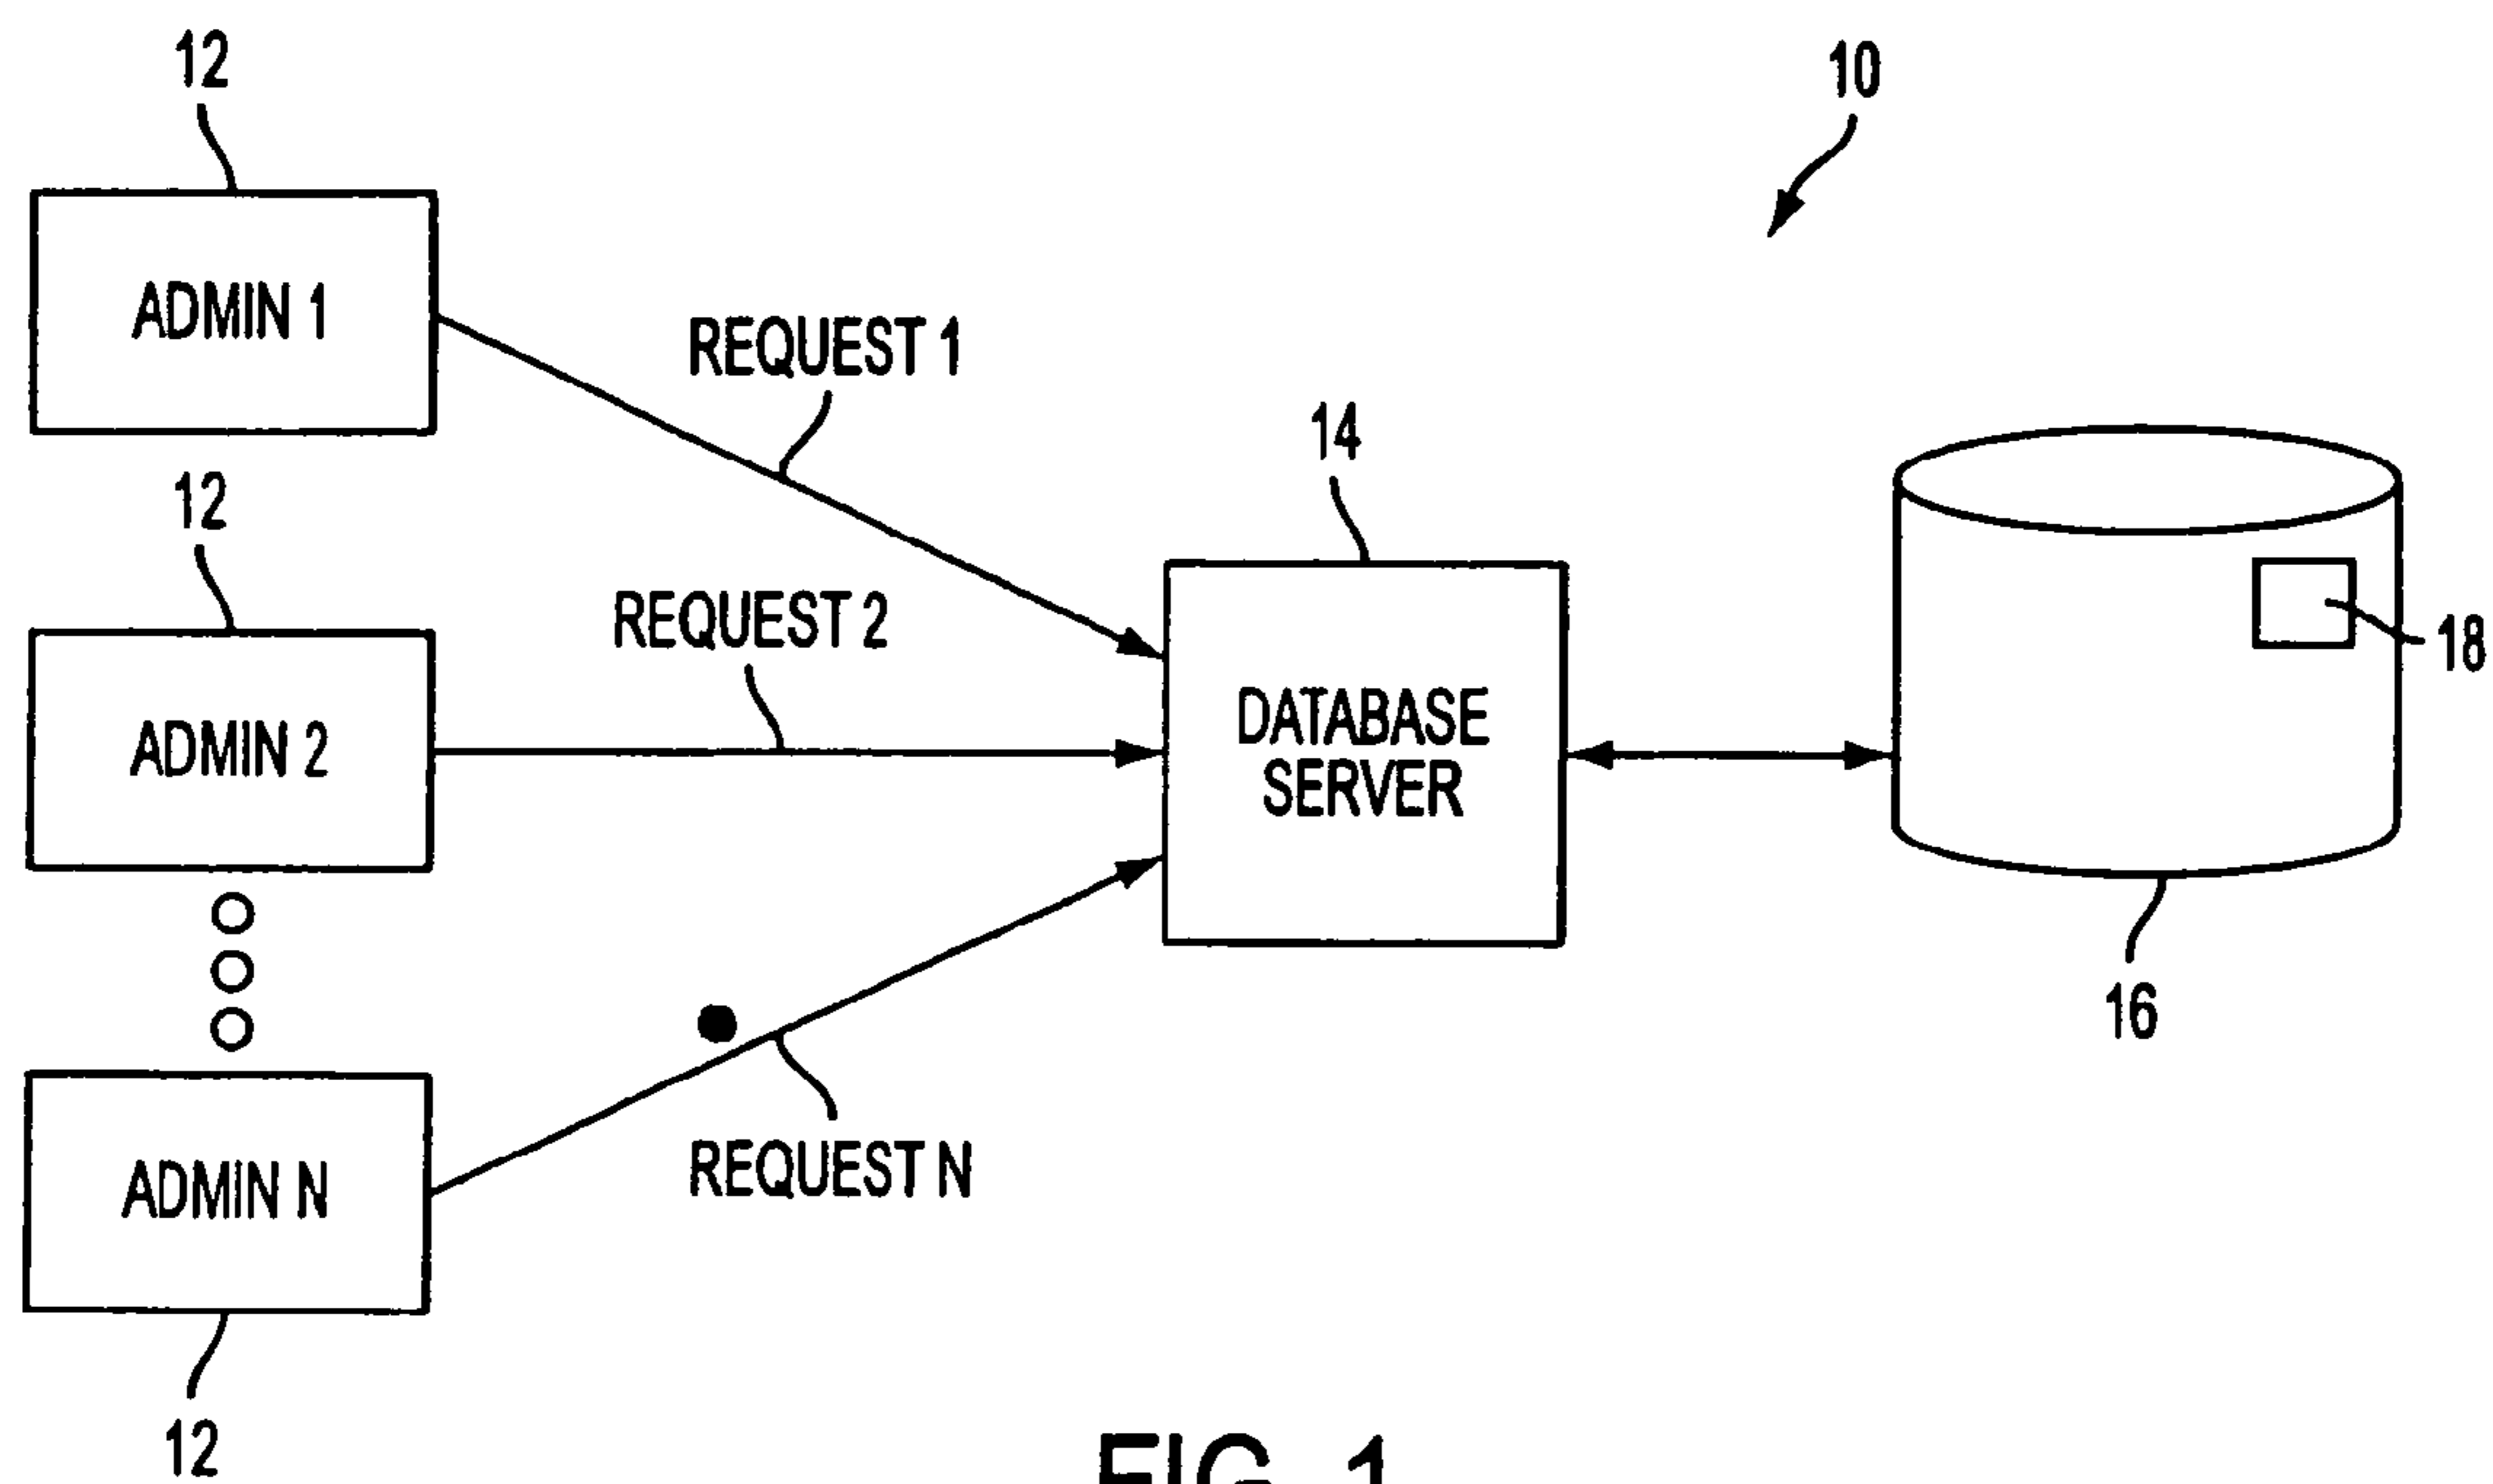 12
10
ADMIN 1
REQUEST 1
14
12
REQUEST 2
18
ADMIN 2
DATABASE
SERVER
16
REQUEST N
ADMIN N
12
FIG. 1